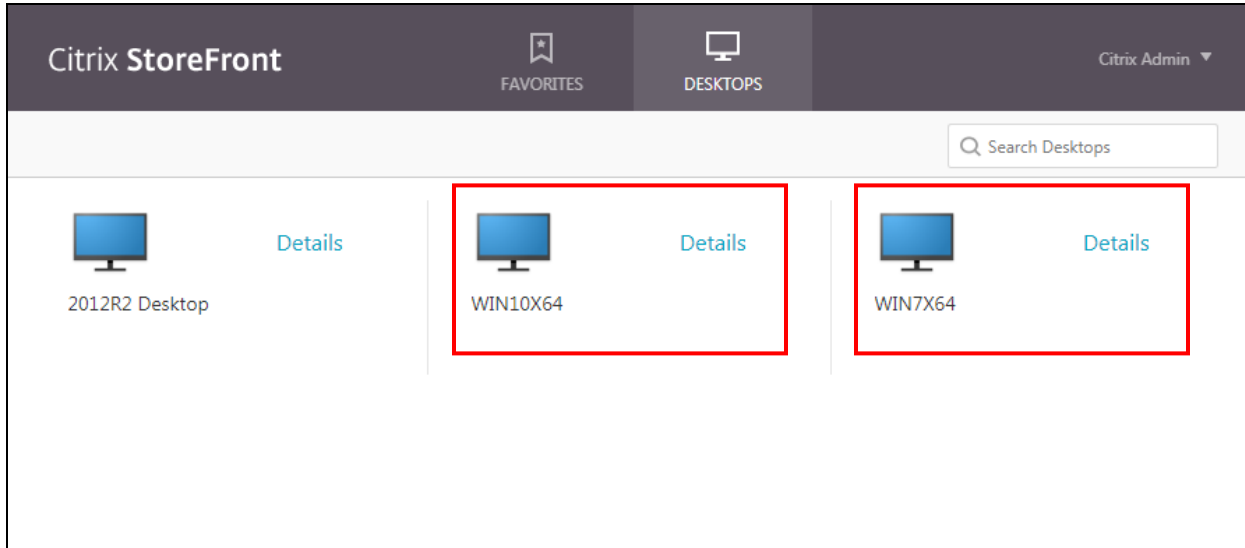 Citrix StoreFront
FAVORITES
DESKTOPS
Citrix Admin
Search Desktops
Details
2012R2 Desktop
Details
WIN10X64
Details
WIN7X64